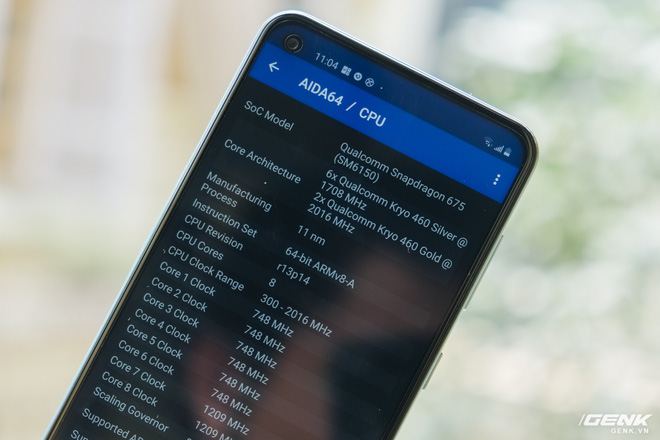 11:04
AIDA64 / CPU
SoC Model
Qualcomm Snapdragon 675
(SM6150)
Core Architecture
6x Qualcomm Kryo 460 Silver @
1708 MHz
2x Qualcomm Kryo 460 Gold @
2016 MHz
Manufacturing
Process
11 nm
Instruction Set
64-bit ARMv8-A
CPU Revision
r13p14
CPU Cores
8
CPU Clock Range
300 - 2016 MHz
Core 1 Clock
748 MHz
Core 2 Clock
748 MHz
Core 3 Clock
748 MHz
Core 4 Clock
748 MHz
Core 5 Clock
748 MHz
Core 6 Clock
748 MHz
Core 7 Clock
1209 MHz
Core 8 Clock
1209 MHz
Scaling Governor
Supported
GENK
GENK.VN